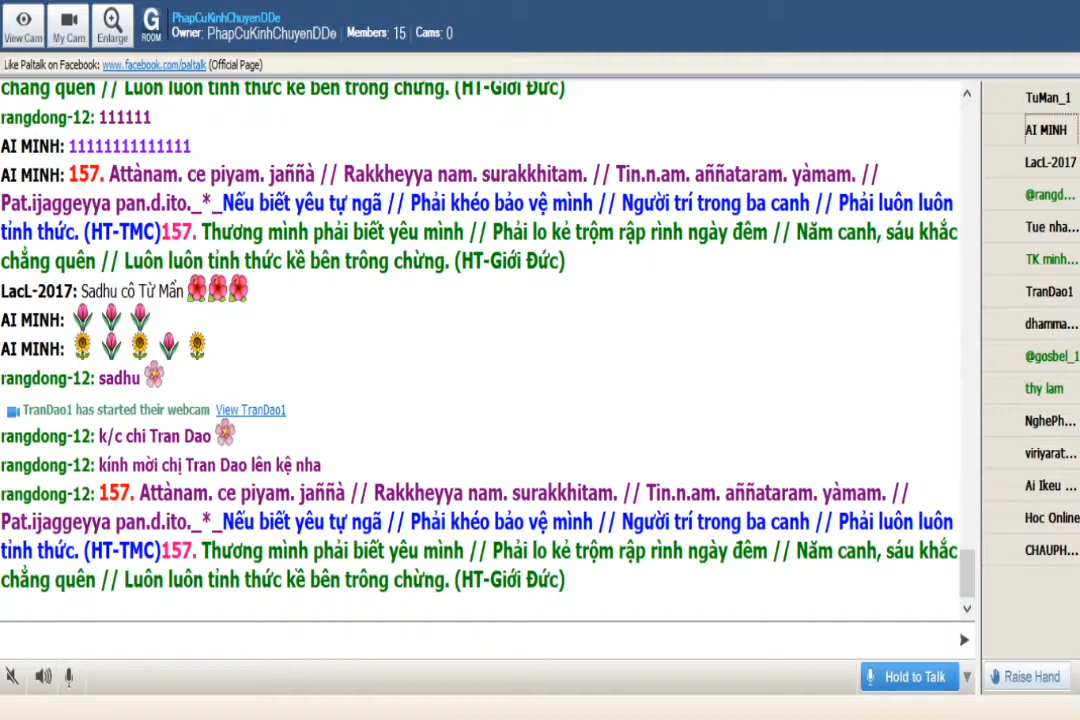 View Cam
My Cam
Enlarge
G
ROOM
PhapCuKinhChuyenDDe
Owner: PhapCuKinhChuyenDDe | Members: 15 | Cams: 0
Like Paltalk on Facebook: www.facebook.com/paltalk (Official Page)
chẳng quên // Luôn luôn tỉnh thức kề bên trông chừng. (HT-Giới Đức)
rangdong-12: 111111
AI MINH: 11111111111111
AI MINH: 157. Attànam. ce piyam. jaññà // Rakkheyya nam. surakkhitam. // Tin.n.am. aññataram. yàmam. //
Pat.ijaggeyya pan.d.ito._*_Nếu biết yêu tự ngã // Phải khéo bảo vệ mình // Người trí trong ba canh // Phải luôn luôn
tỉnh thức. (HT-TMC)157. Thương mình phải biết yêu mình // Phải lo kẻ trộm rập rình ngày đêm // Năm canh, sáu khắc
chẳng quên // Luôn luôn tỉnh thức kề bên trông chừng. (HT-Giới Đức)
LacL-2017: Sadhu cô Từ Mẩn
AI MINH:
AI MINH:
rangdong-12: sadhu
TranDao1 has started their webcam View TranDao1
rangdong-12: k/c chi Tran Dao
rangdong-12: kính mời chị Tran Dao lên kệ nha
rangdong-12: 157. Attànam. ce piyam. jaññà // Rakkheyya nam. surakkhitam. // Tin.n.am. aññataram. yàmam. //
Pat.ijaggeyya pan.d.ito._*_Nếu biết yêu tự ngã // Phải khéo bảo vệ mình // Người trí trong ba canh // Phải luôn luôn
tỉnh thức. (HT-TMC)157. Thương mình phải biết yêu mình // Phải lo kẻ trộm rập rình ngày đêm // Năm canh, sáu khắc
chẳng quên // Luôn luôn tỉnh thức kề bên trông chừng. (HT-Giới Đức)
Hold to Talk
TuMan_1
AI MINH
LacL-2017
@rangd...
Tue nha...
TK minh...
TranDao1
dhamma...
@gosbel_1
thy lam
NghePh...
viriyarat...
Ai Ikeu ...
Hoc Online
CHAUPH...
Raise Hand